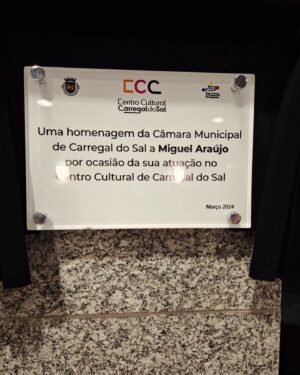 CCC
Centro Cultural
Carregal do Sal
Uma homenagem da Câmara Municipal
de Carregal do Sal a Miguel Araújo
por ocasião da sua atuação no
Centro Cultural de Carregal do Sal
Março 2024